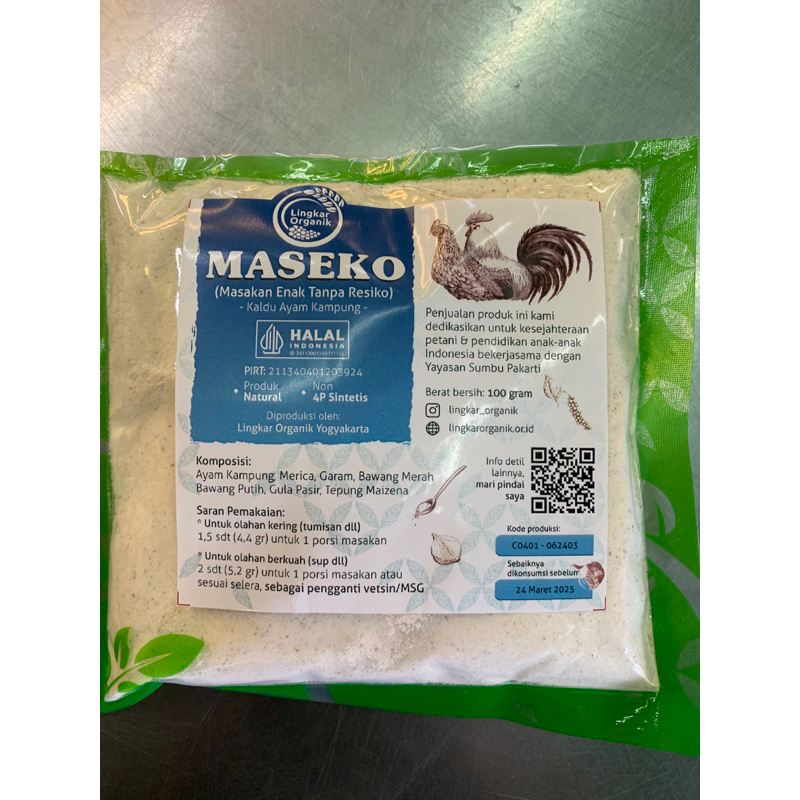 Lingkar
Organik
MASEKO
(Masakan Enak Tanpa Resiko)
- Kaldu Ayam Kampung -
HALAL
INDONESIA
PIRT: 211340401203924
• Produk Natural
• Non 4P Sintetis
Diproduksi oleh:
Lingkar Organik Yogyakarta
Penjualan produk ini kami
dedikasikan untuk kesejahteraan
petani & pendidikan anak-anak
Indonesia bekerjasama dengan
Yayasan Sumbu Pakarti
Berat bersih: 100 gram
lingkar_organik
lingkarorganik.or.id
Komposisi:
Ayam Kampung, Merica, Garam, Bawang Merah
Bawang Putih, Gula Pasir, Tepung Maizena
Saran Pemakaian:
* Untuk olahan kering (tumisan dll)
1,5 sdt (4,4 gr) untuk 1 porsi masakan
* Untuk olahan berkuah (sup dll)
2 sdt (5,2 gr) untuk 1 porsi masakan atau
sesuai selera, sebagai pengganti vetsin/MSG
Info detil
lainnya,
mari pindai
saya
Kode produksi:
C0401 - 062403
Sebaiknya
dikonsumsi sebelum:
24 Maret 2025